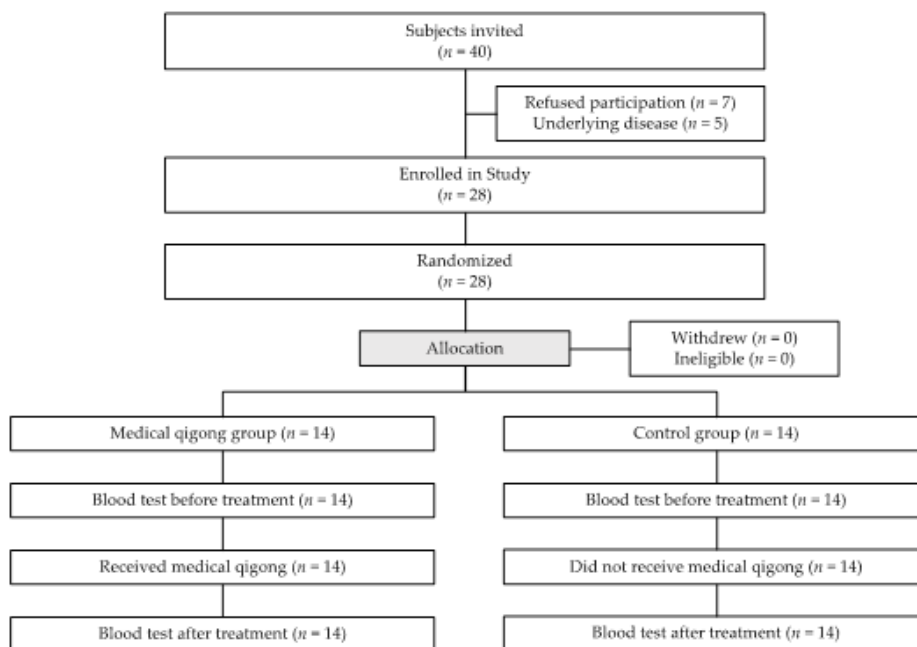 Subjects invited
(n = 40)
Refused participation (n = 7)
Underlying disease (n = 5)
Enrolled in Study
(n = 28)
Randomized
(n = 28)
Allocation
Withdrew (n = 0)
Ineligible (n = 0)
Medical qigong group (n = 14)
Control group (n = 14)
Blood test before treatment (n = 14)
Blood test before treatment (n = 14)
Received medical qigong (n = 14)
Did not receive medical qigong (n = 14)
Blood test after treatment (n = 14)
Blood test after treatment (n = 14)